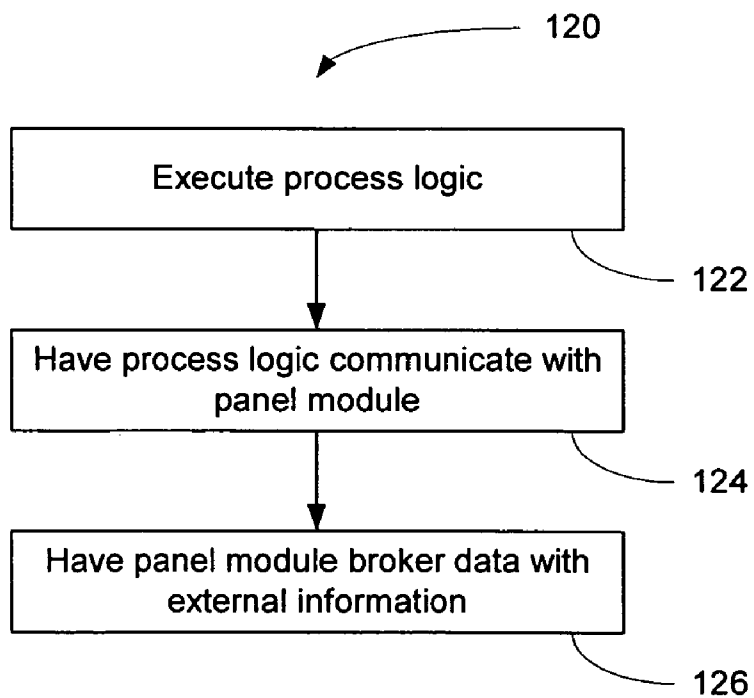 120
Execute process logic
122
Have process logic communicate with
panel module
124
Have panel module broker data with
external information
126